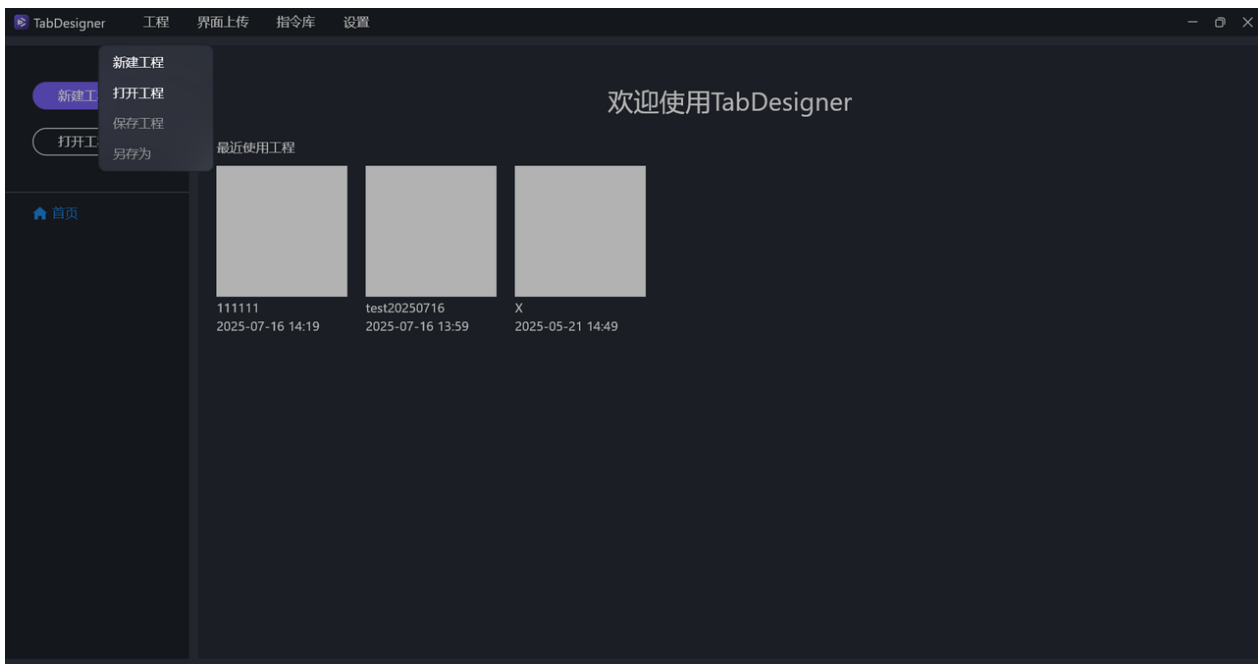 TabDesigner 工程 界面上传 指令库 设置
新建工程
打开工程
保存工程
另存为
新建工
打开工
首页
欢迎使用TabDesigner
最近使用工程
111111
2025-07-16 14:19
test20250716
2025-07-16 13:59
X
2025-05-21 14:49